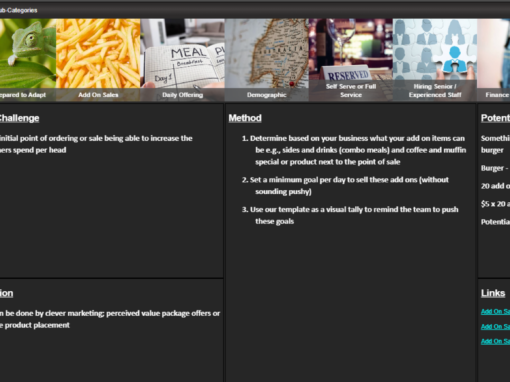 ub-Categories
MEAL P
Breakfast
Day 1
RESERVED
epared to Adapt
Add On Sales
Daily Offering
Demographic
Self Serve or Full
Service
Hiring Senior /
Experienced Staff
Finance
Challenge
initial point of ordering or sale being able to increase the
ners spend per head
Method
1. Determine based on your business what your add on items can
be e.g., sides and drinks (combo meals) and coffee and muffin
special or product next to the point of sale
2. Set a minimum goal per day to sell these add ons (without
sounding pushy)
3. Use our template as a visual tally to remind the team to push
these goals
Potent
Somethi
burger
Burger -
20 add o
$5 x 20 a
Potentia
ion
n be done by clever marketing; perceived value package offers or
e product placement
Links
Add On Sa
Add On Sa
Add On Sa